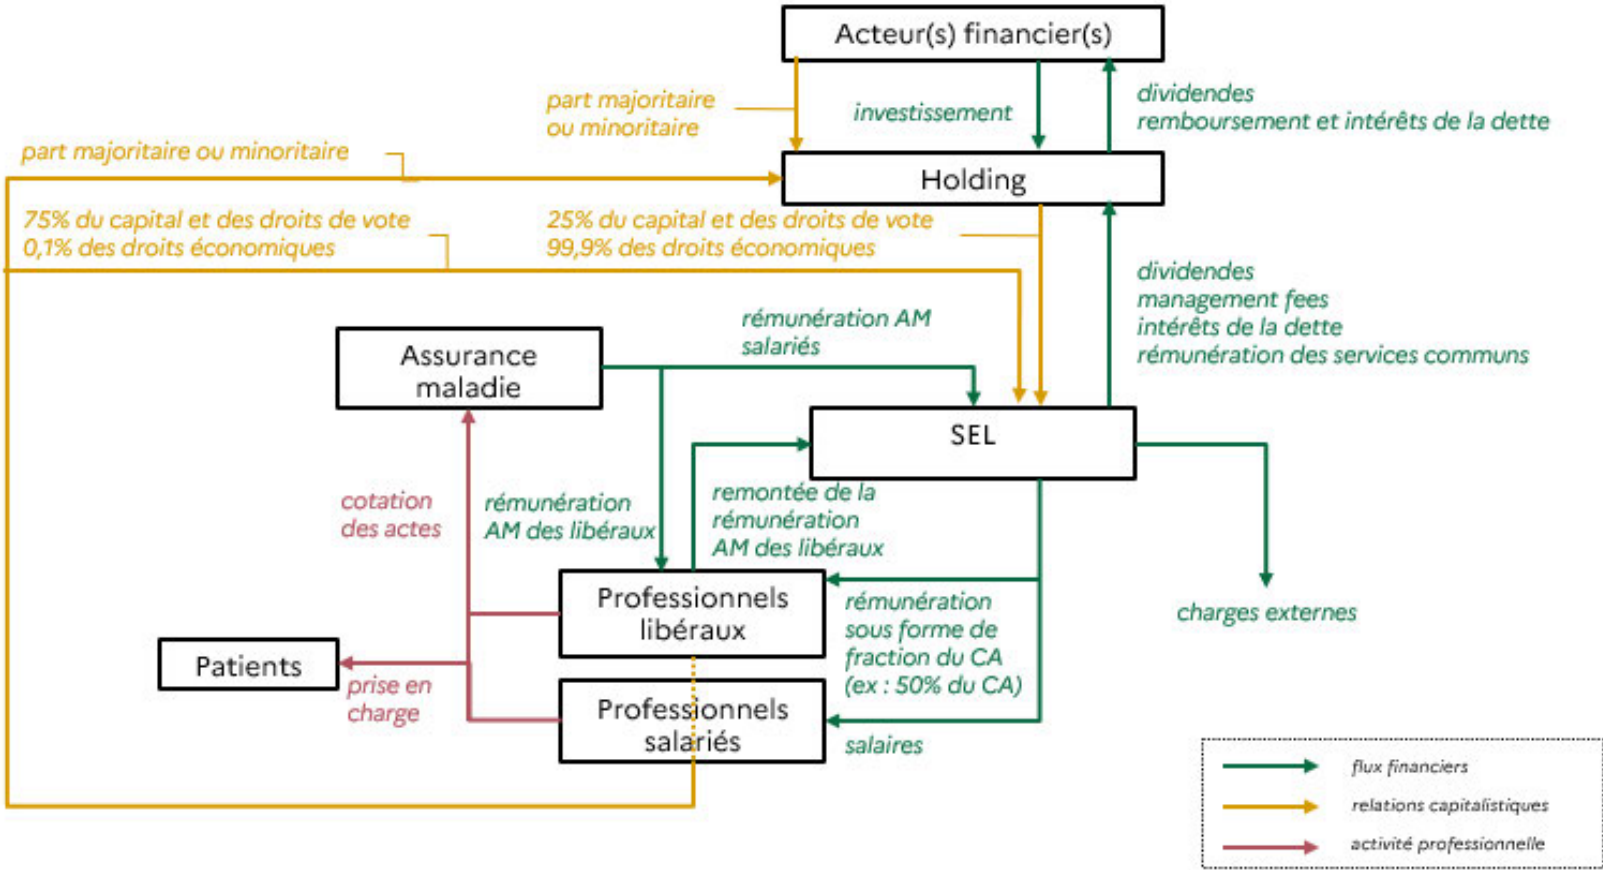 Acteur(s) financier(s)
part majoritaire
ou minoritaire
investissement
dividendes
remboursement et intérêts de la dette
part majoritaire ou minoritaire
Holding
75% du capital et des droits de vote
0,1% des droits économiques
25% du capital et des droits de vote
99,9% des droits économiques
dividendes
management fees
intérêts de la dette
rémunération des services communs
rémunération AM
salariés
Assurance
maladie
SEL
cotation
des actes
rémunération
AM des libéraux
remontée de la
rémunération
AM des libéraux
Professionnels
libéraux
rémunération
sous forme de
fraction du CA
(ex : 50% du CA)
charges externes
Patients
prise en
charge
Professionnels
salariés
salaires
flux financiers
relations capitalistiques
activité professionnelle